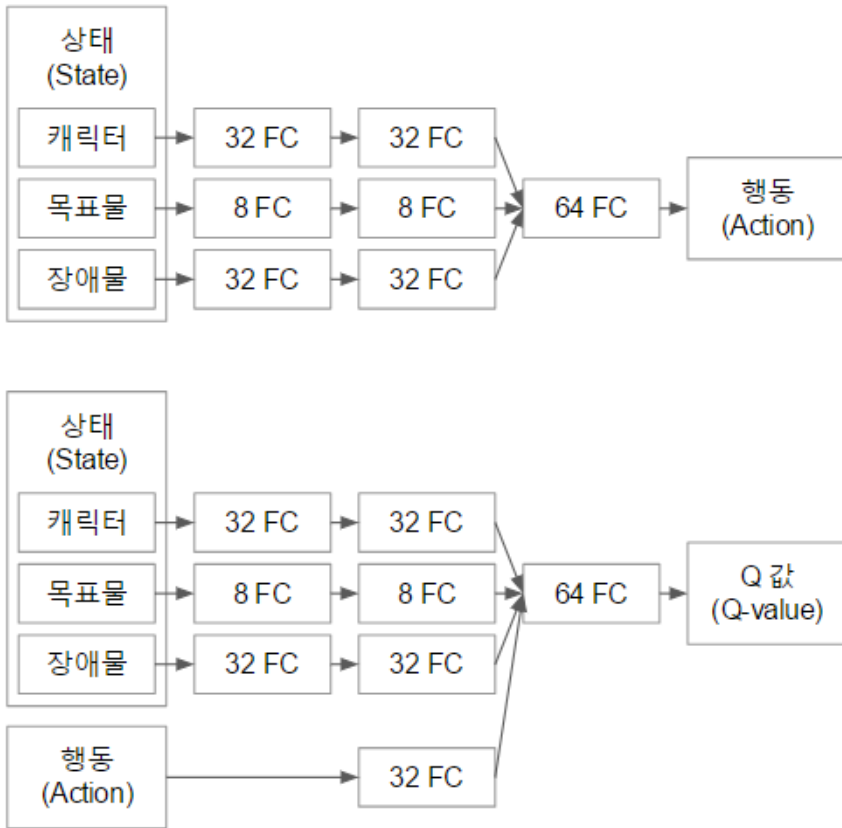 상태
(State)
캐릭터
32 FC
32 FC
목표물
8 FC
8 FC
64 FC
행동
(Action)
장애물
32 FC
32 FC
상태
(State)
캐릭터
32 FC
32 FC
목표물
8 FC
8 FC
64 FC
Q 값
(Q-value)
장애물
32 FC
32 FC
행동
(Action)
32 FC